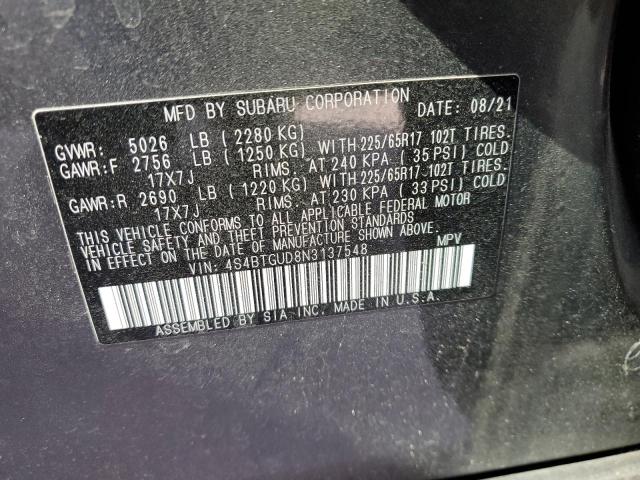 MFD BY SUBARU CORPORATION DATE: 08/21
GVWR: 5026 LB (2280 KG)
GAWR:F 2756 LB (1250 KG) WITH 225/65R17 102T TIRES.
17X7J RIMS. AT 240 KPA (35 PSI) COLD
GAWR:R 2690 LB (1220 KG) WITH 225/65R17 102T TIRES.
17X7J RIMS. AT 230 KPA (33 PSI) COLD
THIS VEHICLE CONFORMS TO ALL APPLICABLE FEDERAL MOTOR
VEHICLE SAFETY AND THEFT PREVENTION STANDARDS
IN EFFECT ON THE DATE OF MANUFACTURE SHOWN ABOVE.
VIN: 4S4BTGUD8N3137548 MPV
ASSEMBLED BY SIA INC. MADE IN U.S.A.